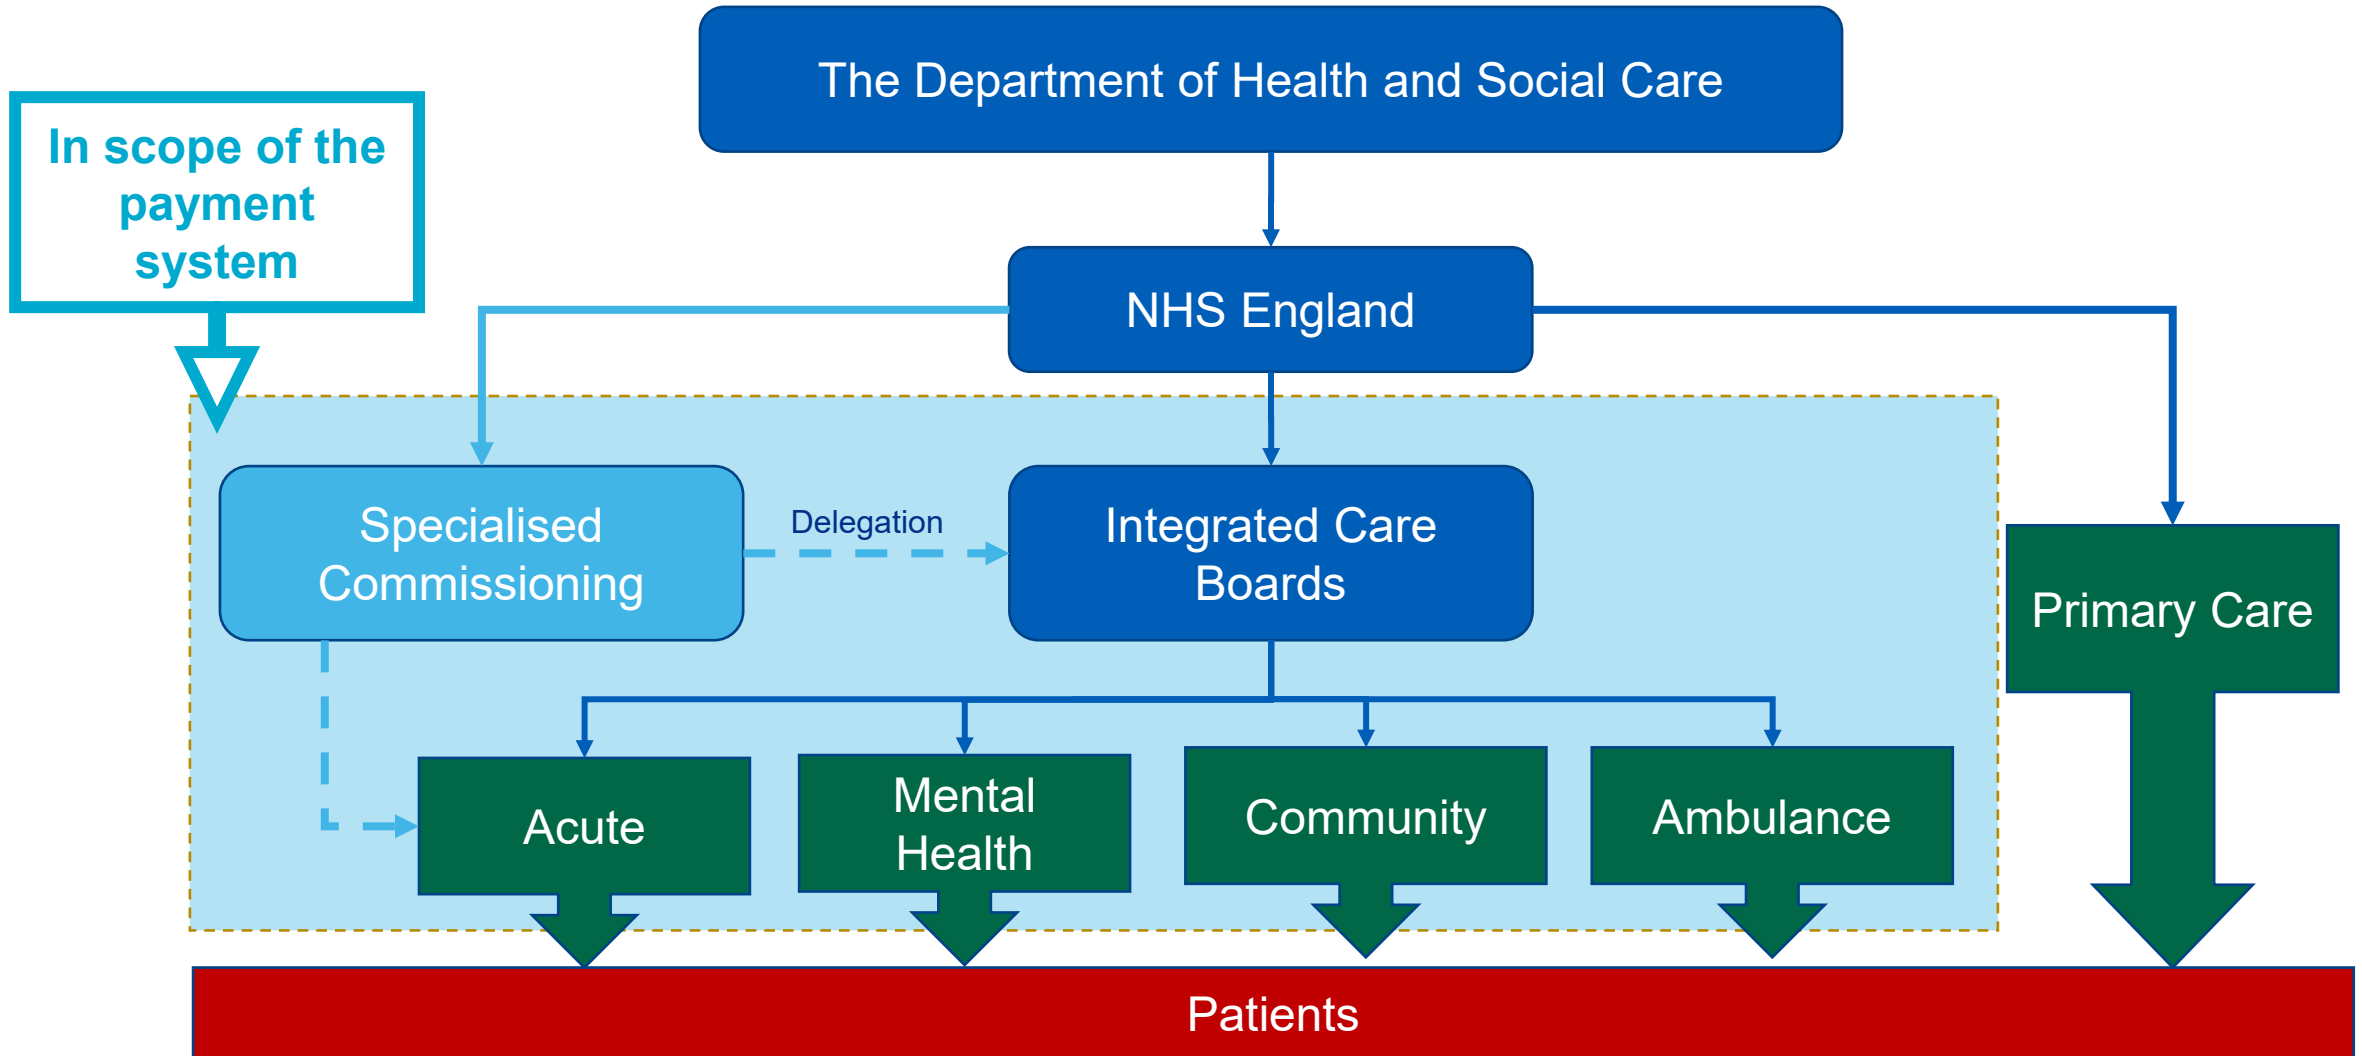 The Department of Health and Social Care
In scope of the
payment
system
NHS England
Specialised
Commissioning
Delegation
Integrated Care
Boards
Primary Care
Acute
Mental
Health
Community
Ambulance
Patients